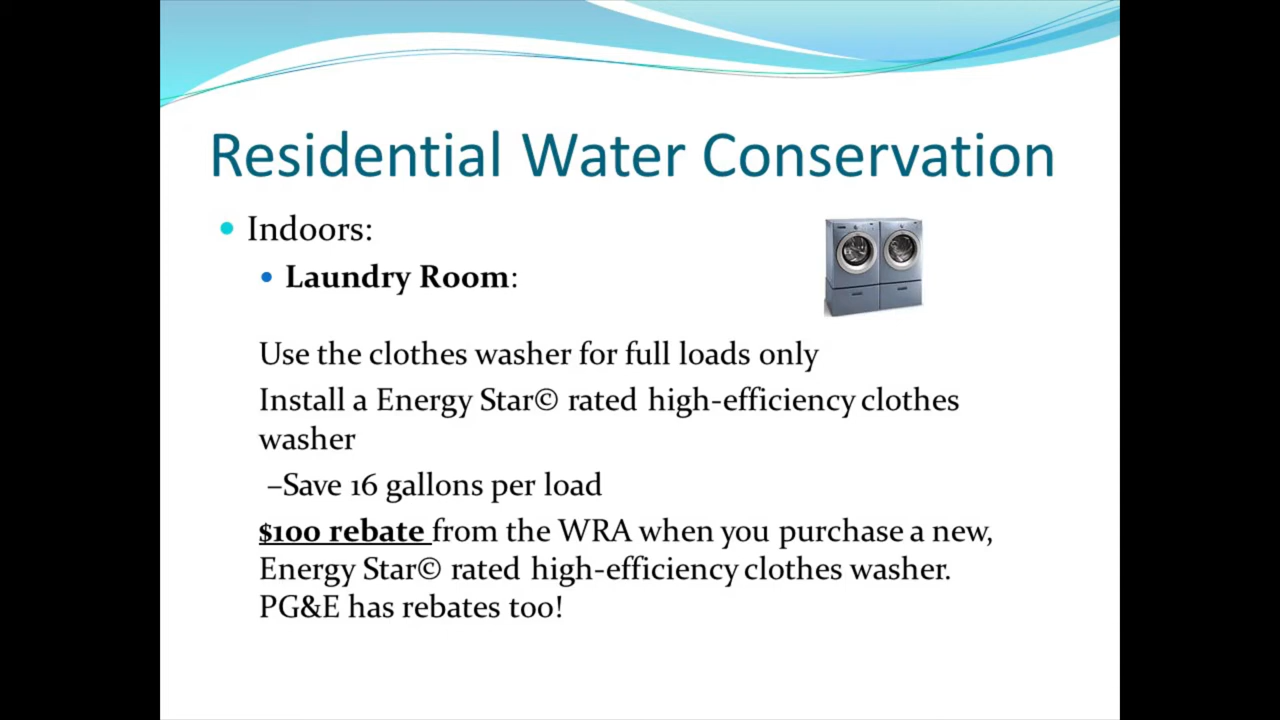 Residential Water Conservation
• Indoors:
• Laundry Room:
Use the clothes washer for full loads only
Install a Energy Star© rated high-efficiency clothes
washer
–Save 16 gallons per load
$100 rebate from the WRA when you purchase a new,
Energy Star© rated high-efficiency clothes washer.
PG&E has rebates too!